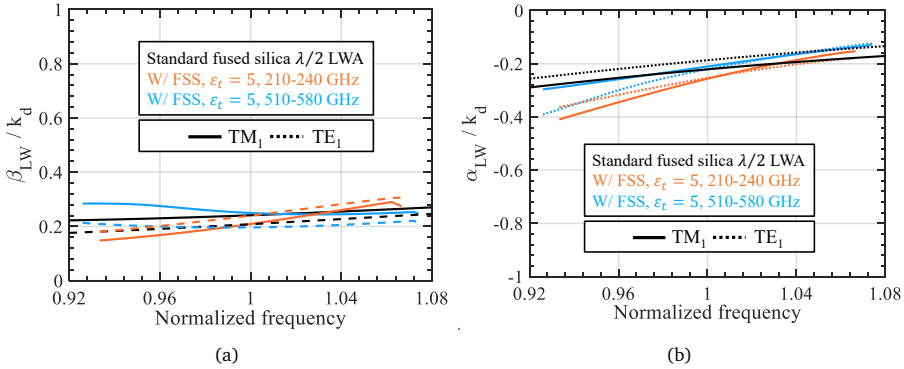 1
0.8
0.6
0.4
0.2
0
β_LW / k_d
Standard fused silica λ/2 LWA
W/ FSS, ε_t = 5, 210-240 GHz
W/ FSS, ε_t = 5, 510-580 GHz
TM₁ TE₁
0.92 0.96 1 1.04 1.08
Normalized frequency
(a)
-0
-0.2
-0.4
-0.6
-0.8
-1
α_LW / k_d
Standard fused silica λ/2 LWA
W/ FSS, ε_t = 5, 210-240 GHz
W/ FSS, ε_t = 5, 510-580 GHz
TM₁ TE₁
0.92 0.96 1 1.04 1.08
Normalized frequency
(b)